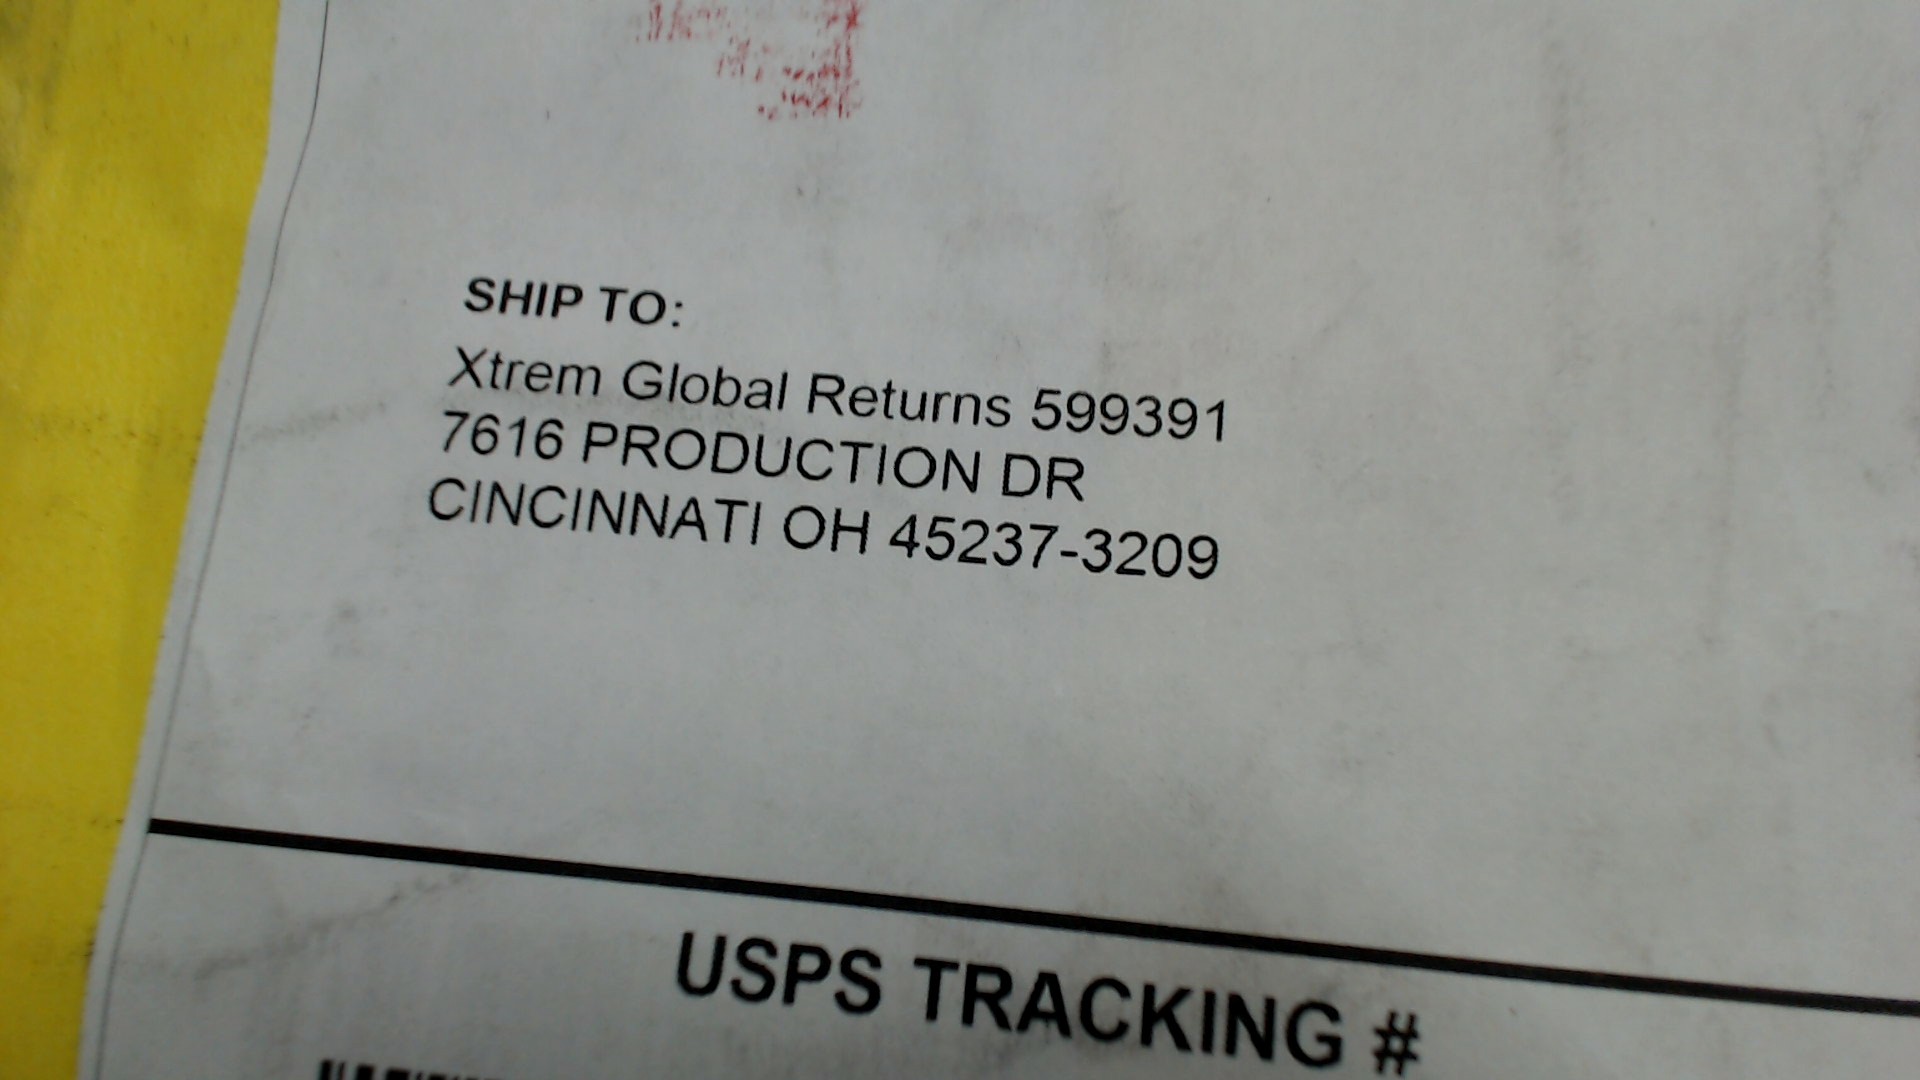 SHIP TO:
Xtrem Global Returns 599391
7616 PRODUCTION DR
CINCINNATI OH 45237-3209
USPS TRACKING #